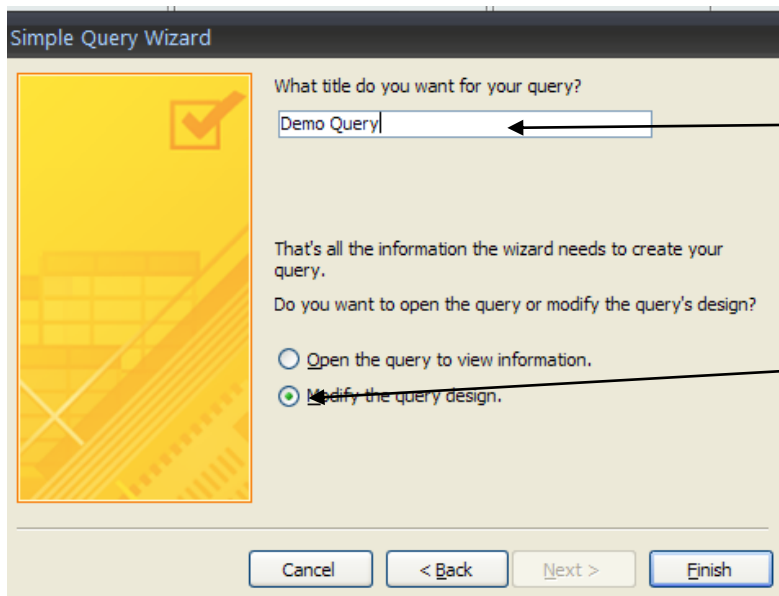 Simple Query Wizard
What title do you want for your query?
Demo Query
That's all the information the wizard needs to create your
query.
Do you want to open the query or modify the query's design?
Open the query to view information.
Modify the query design.
Cancel
< Back
Next >
Finish